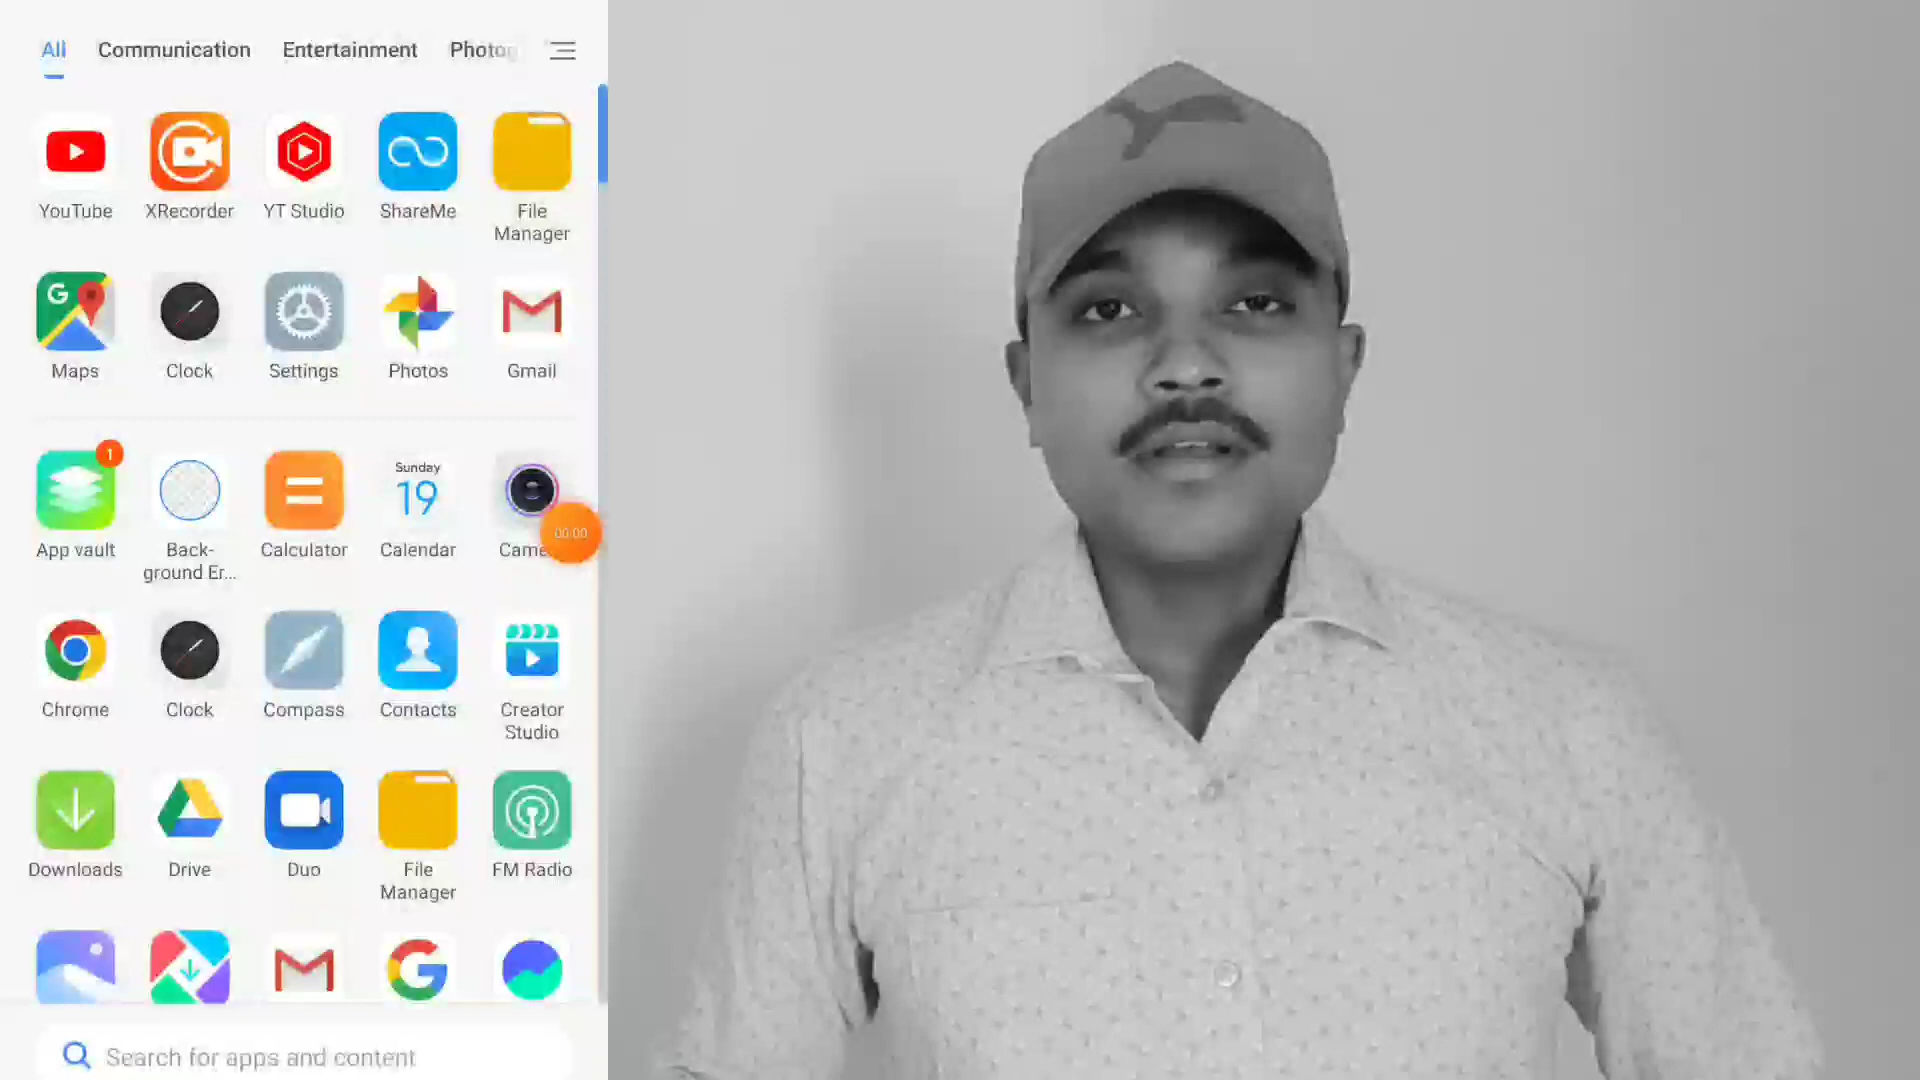 All Communication Entertainment Photo
YouTube XRecorder YT Studio ShareMe File
Manager
G
Maps Clock Settings Photos Gmail
1
Sunday
19
00:00
App vault Back- Calculator Calendar Came
ground Er...
Chrome Clock Compass Contacts Creator
Studio
Downloads Drive Duo File FM Radio
Manager
Search for apps and content